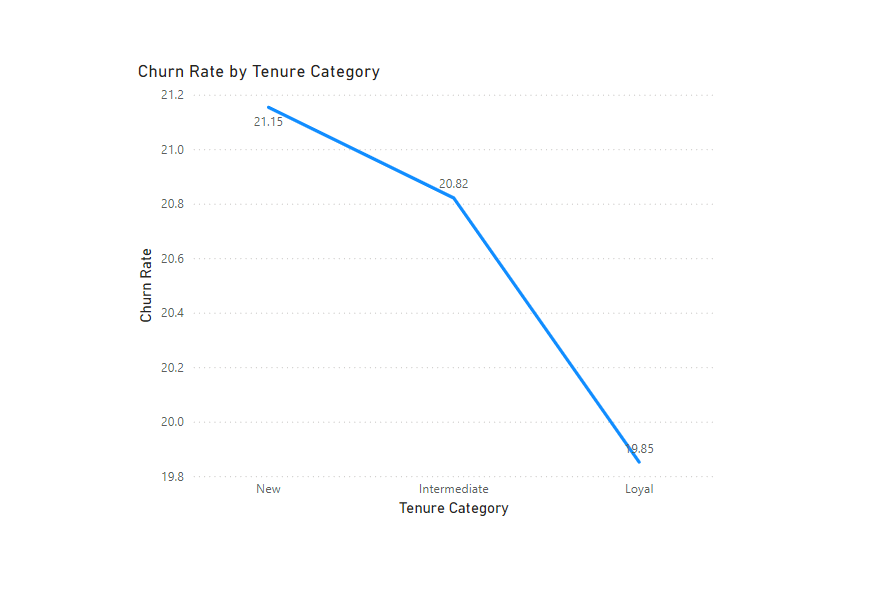 Churn Rate by Tenure Category
21.2
21.15
21.0
20.82
20.8
20.6
Churn Rate
20.4
20.2
20.0
19.85
19.8
New Intermediate Loyal
Tenure Category